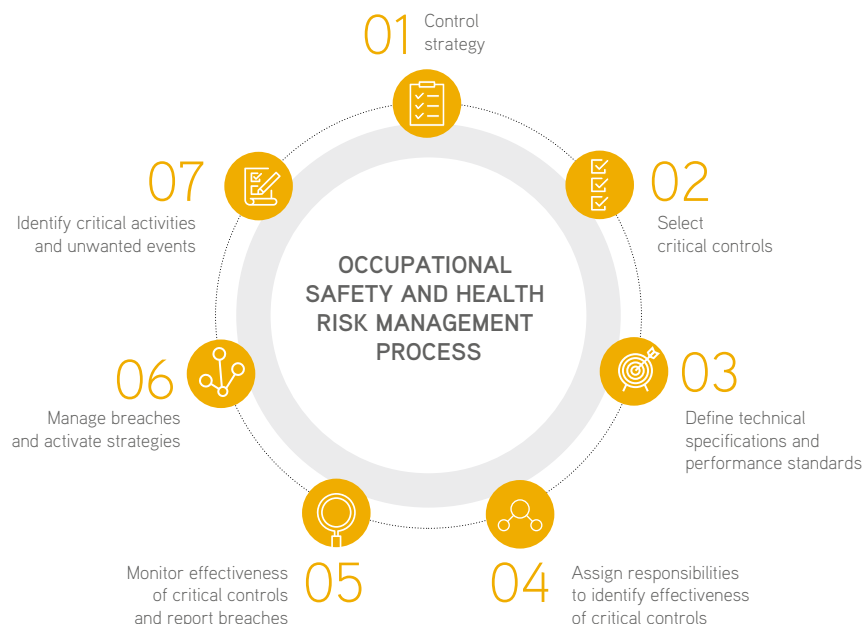 01
Control
strategy
02
Select
critical controls
03
Define technical
specifications and
performance standards
04
Assign responsibilities
to identify effectiveness
of critical controls
05
Monitor effectiveness
of critical controls
and report breaches
06
Manage breaches
and activate strategies
07
Identify critical activities
and unwanted events
OCCUPATIONAL
SAFETY AND HEALTH
RISK MANAGEMENT
PROCESS